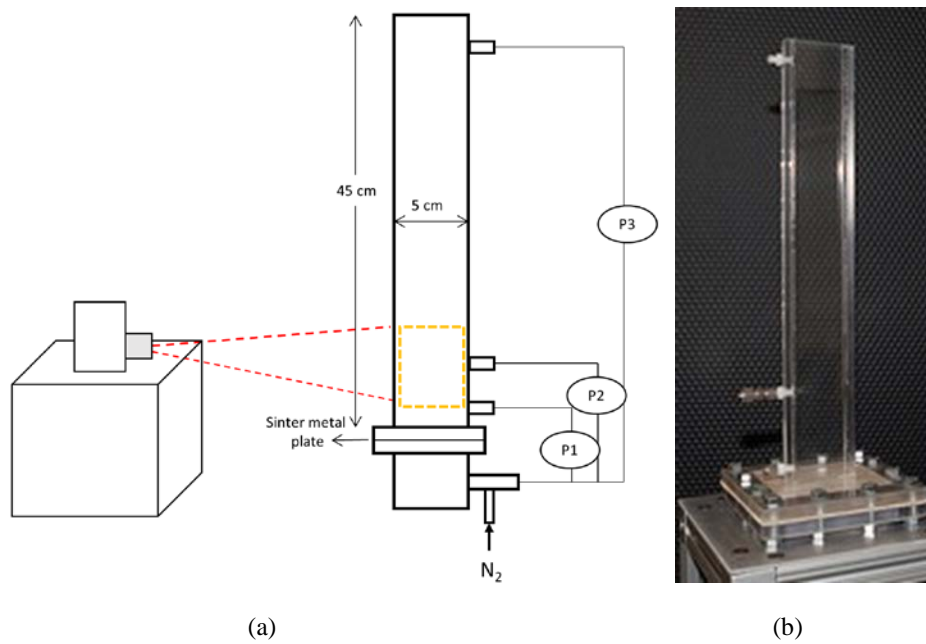 45 cm
5 cm
P3
P2
Sinter metal
plate
P1
N₂
(a)
(b)